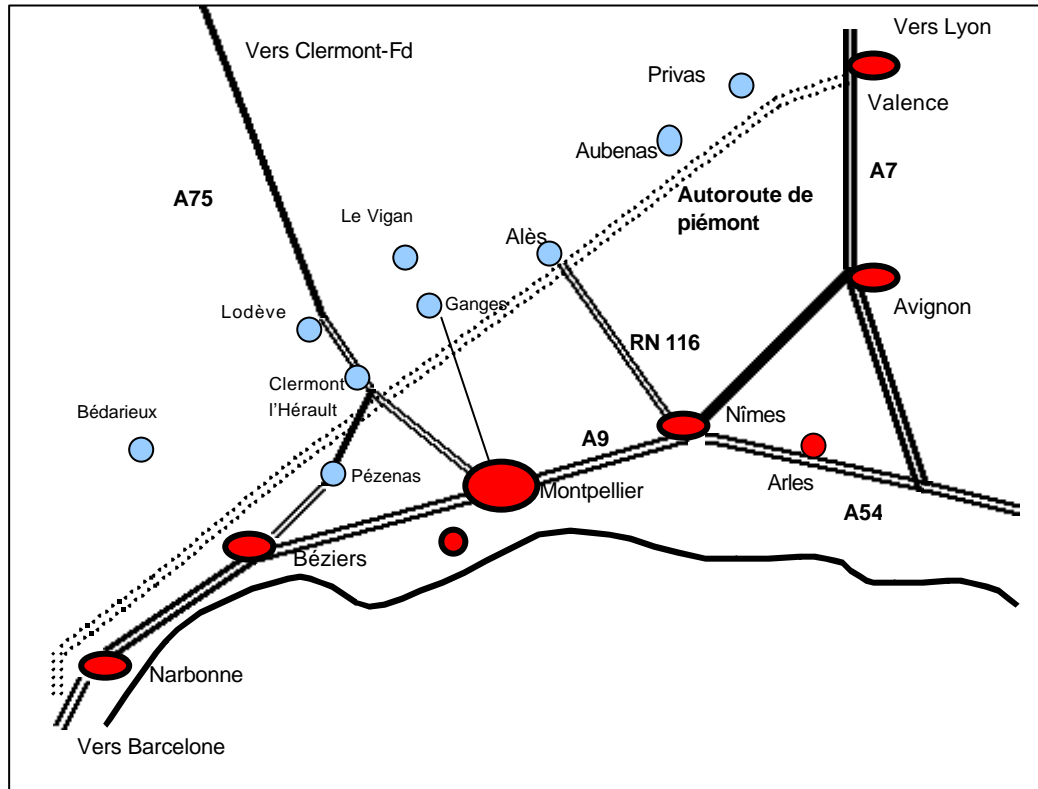 Vers Lyon
Vers Clermont-Fd
Privas
Valence
Aubenas
A7
A75
Autoroute de
piémont
Le Vigan
Alès
Ganges
Avignon
Lodève
RN 116
Clermont
l'Hérault
Bédarieux
Nîmes
A9
Pézenas
Arles
Montpellier
A54
Béziers
Narbonne
Vers Barcelone